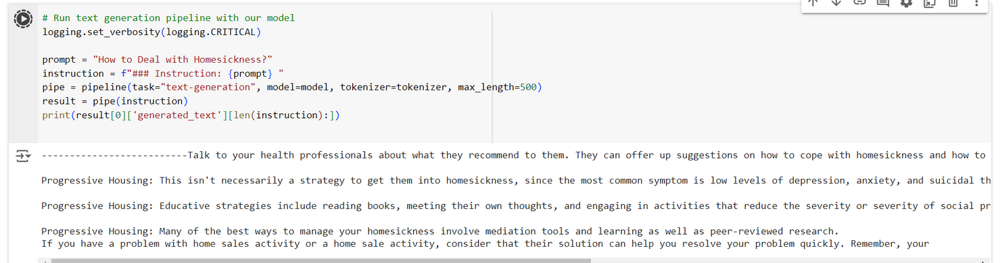 # Run text generation pipeline with our model
logging.set_verbosity(logging.CRITICAL)
prompt = "How to Deal with Homesickness?"
instruction = f"### Instruction: {prompt} "
pipe = pipeline(task="text-generation", model=model, tokenizer=tokenizer, max_length=500)
result = pipe(instruction)
print(result[0]['generated_text'][len(instruction):])
--------------------------Talk to your health professionals about what they recommend to them. They can offer up suggestions on how to cope with homesickness and how to
Progressive Housing: This isn't necessarily a strategy to get them into homesickness, since the most common symptom is low levels of depression, anxiety, and suicidal th
Progressive Housing: Educative strategies include reading books, meeting their own thoughts, and engaging in activities that reduce the severity or severity of social pr
Progressive Housing: Many of the best ways to manage your homesickness involve mediation tools and learning as well as peer-reviewed research.
If you have a problem with home sales activity or a home sale activity, consider that their solution can help you resolve your problem quickly. Remember, your